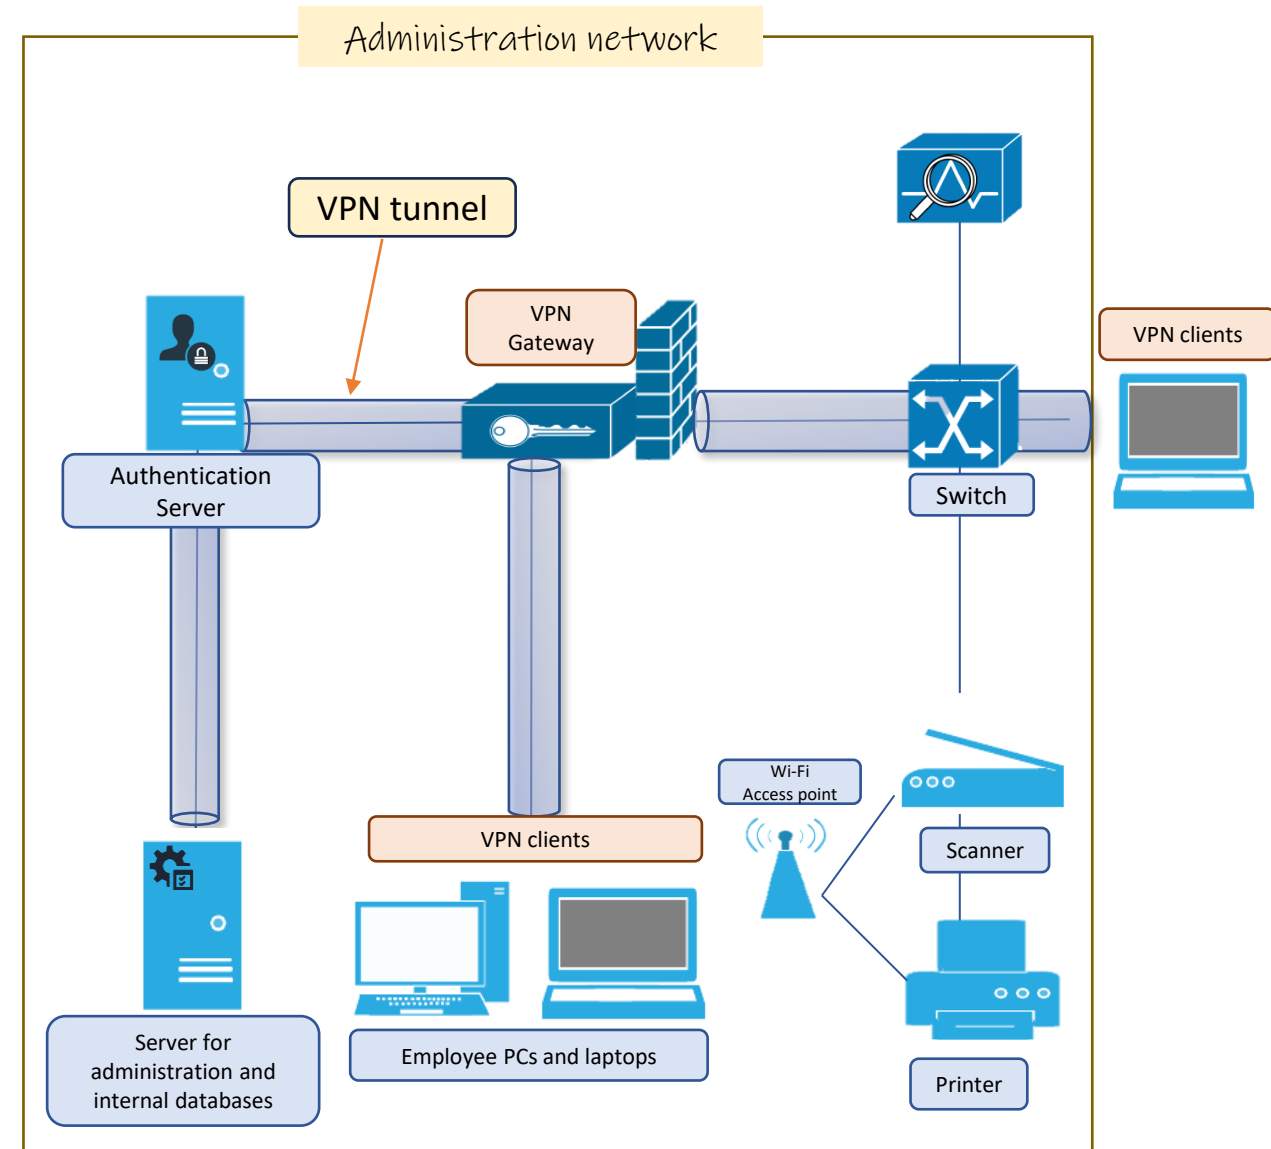 Administration network
VPN tunnel
VPN
Gateway
VPN clients
Authentication
Server
Switch
Wi-Fi
Access point
VPN clients
Scanner
Server for
administration and
internal databases
Employee PCs and laptops
Printer